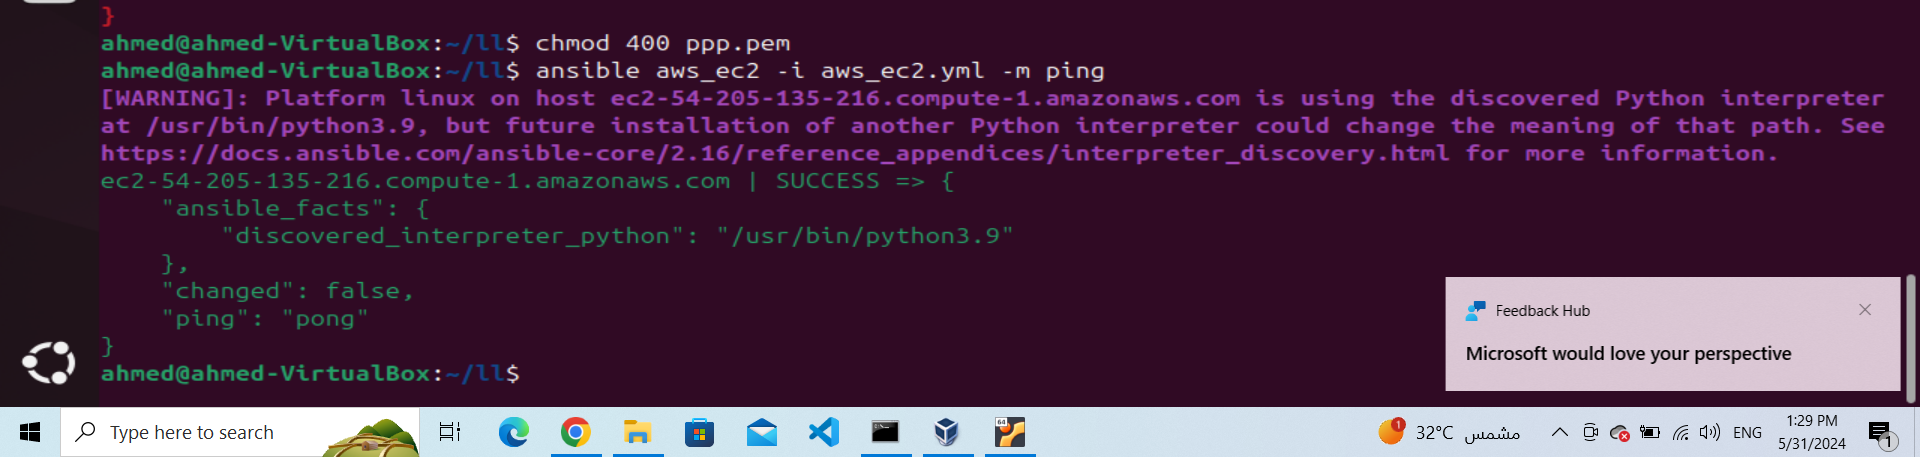 }
ahmed@ahmed-VirtualBox:~/ll$ chmod 400 ppp.pem
ahmed@ahmed-VirtualBox:~/ll$ ansible aws_ec2 -i aws_ec2.yml -m ping
[WARNING]: Platform linux on host ec2-54-205-135-216.compute-1.amazonaws.com is using the discovered Python interpreter
at /usr/bin/python3.9, but future installation of another Python interpreter could change the meaning of that path. See
https://docs.ansible.com/ansible-core/2.16/reference_appendices/interpreter_discovery.html for more information.
ec2-54-205-135-216.compute-1.amazonaws.com | SUCCESS => {
    "ansible_facts": {
        "discovered_interpreter_python": "/usr/bin/python3.9"
    },
    "changed": false,
    "ping": "pong"
}
ahmed@ahmed-VirtualBox:~/ll$
Feedback Hub
Microsoft would love your perspective
Type here to search
64
1
32°C مشمس
ENG
1:29 PM
5/31/2024
1